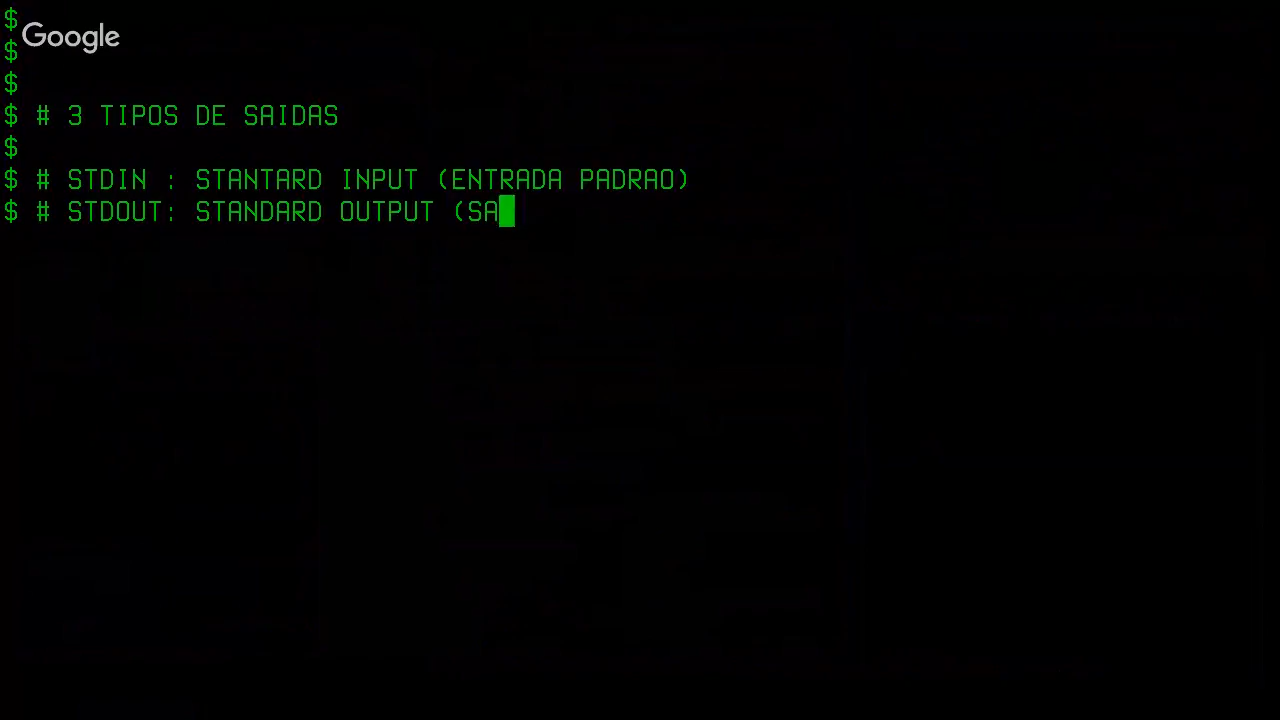 $
Google
$
$
$ # 3 TIPOS DE SAIDAS
$
$ # STDIN : STANTARD INPUT (ENTRADA PADRAO)
$ # STDOUT: STANDARD OUTPUT (SA